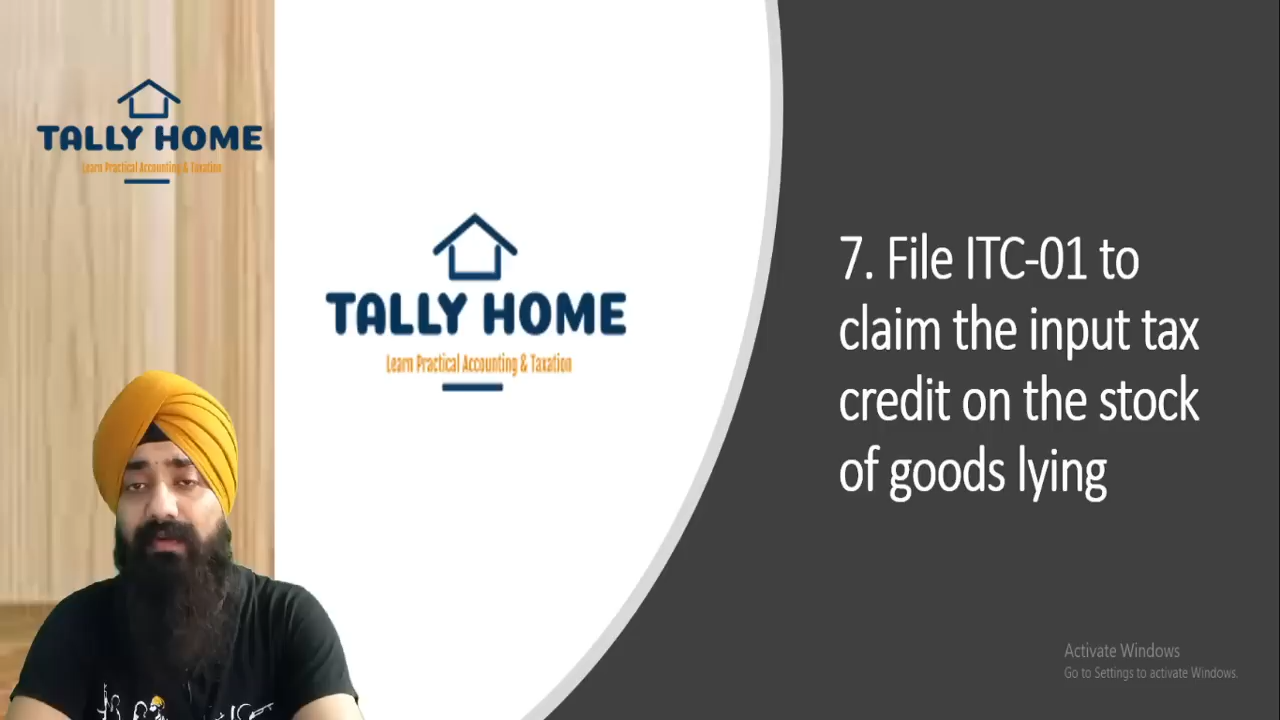 TALLY HOME
Learn Practical Accounting & Taxation
TALLY HOME
Learn Practical Accounting & Taxation
7. File ITC-01 to
claim the input tax
credit on the stock
of goods lying
Activate Windows
Go to Settings to activate Windows.